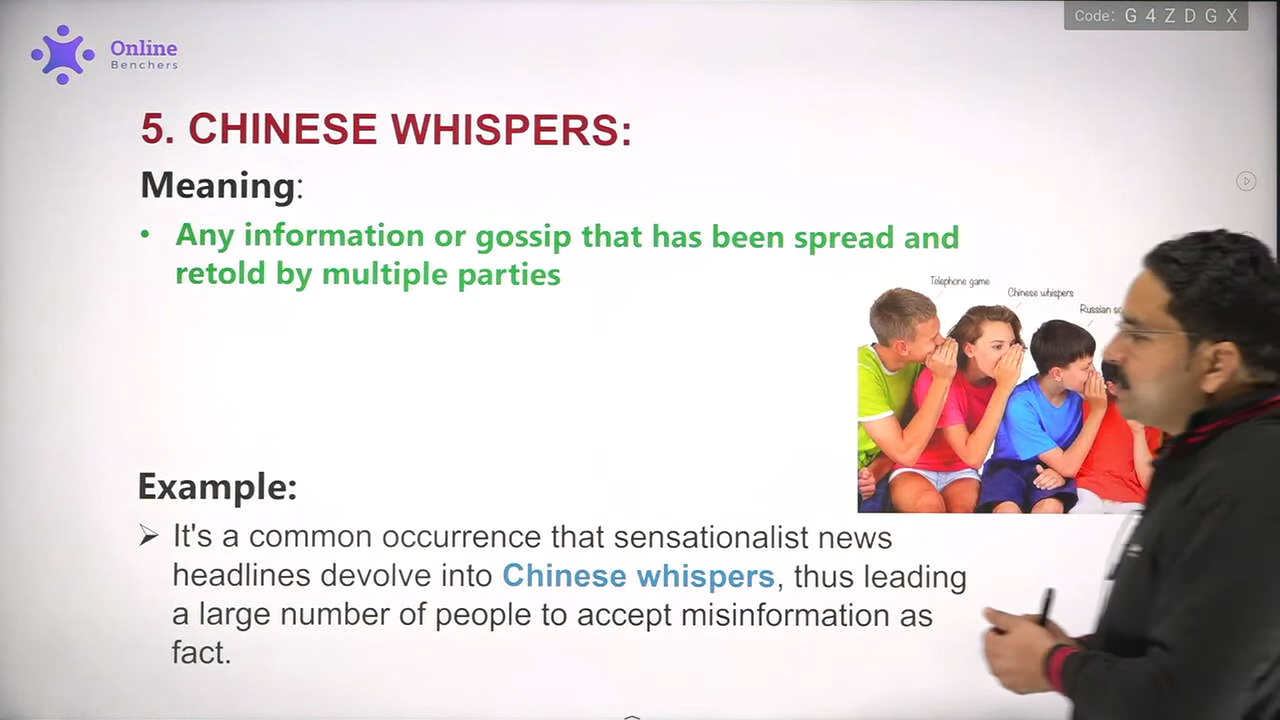 Code: G 4 Z D G X
Online
Benchers
5. CHINESE WHISPERS:
Meaning:
• Any information or gossip that has been spread and
retold by multiple parties
Telephone game
Chinese whispers
Russian
Example:
➢ It's a common occurrence that sensationalist news
headlines devolve into Chinese whispers, thus leading
a large number of people to accept misinformation as
fact.